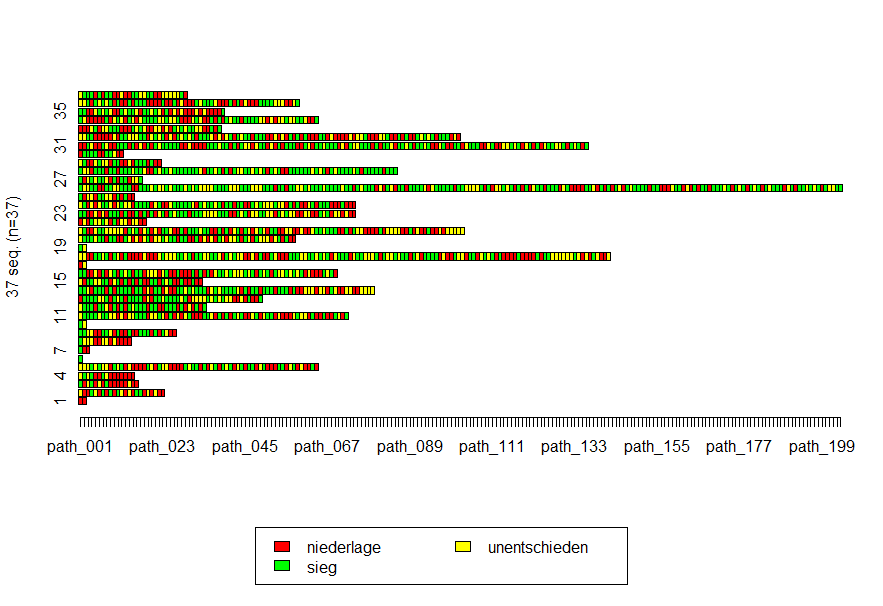 37 seq. (n=37)
35
31
27
23
19
15
11
7
4
1
path_001 path_023 path_045 path_067 path_089 path_111 path_133 path_155 path_177 path_199
niederlage unentschieden
sieg